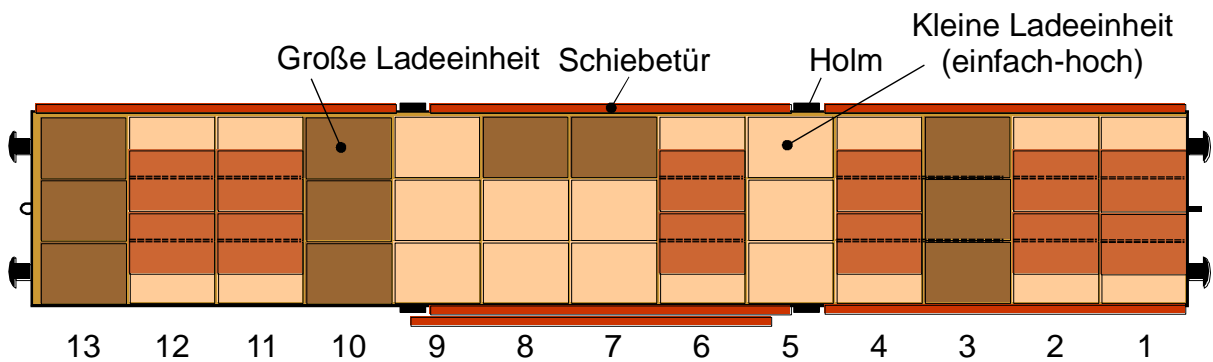 Große Ladeeinheit
Schiebetür
Holm
Kleine Ladeeinheit
(einfach-hoch)
13 12 11 10 9 8 7 6 5 4 3 2 1